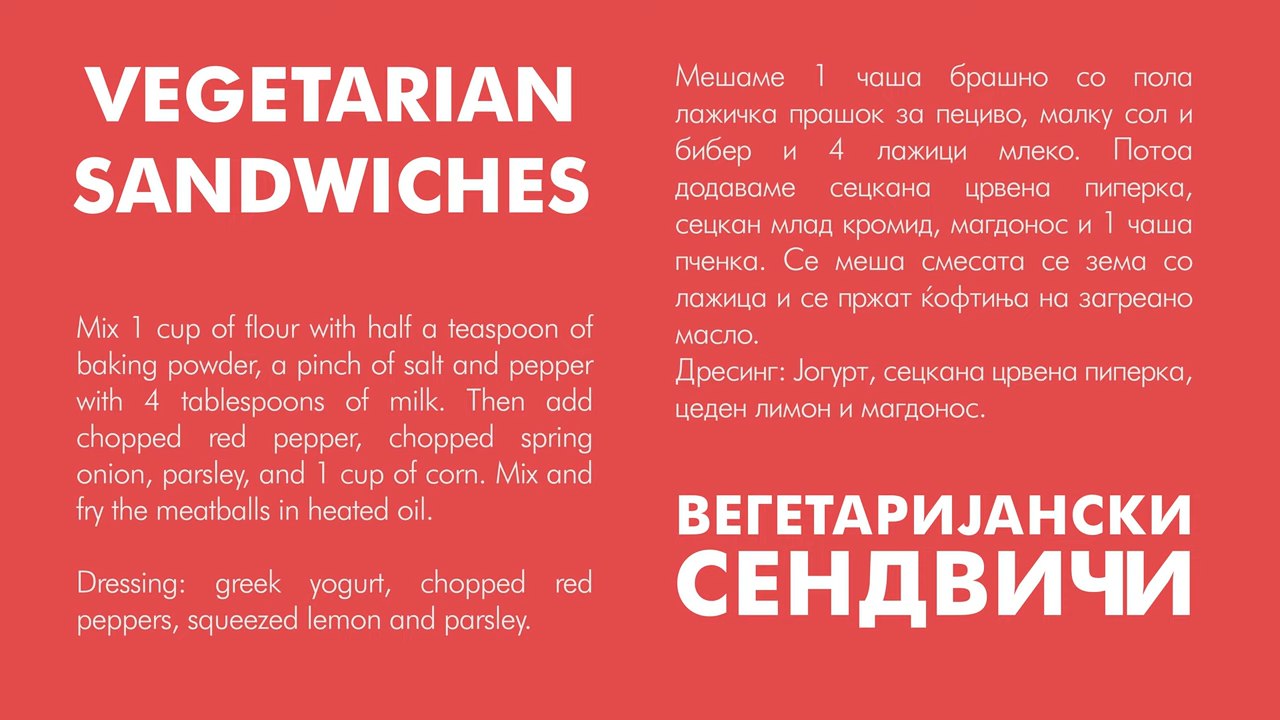 VEGETARIAN
SANDWICHES
Mix 1 cup of flour with half a teaspoon of
baking powder, a pinch of salt and pepper
with 4 tablespoons of milk. Then add
chopped red pepper, chopped spring
onion, parsley, and 1 cup of corn. Mix and
fry the meatballs in heated oil.
Dressing: greek yogurt, chopped red
peppers, squeezed lemon and parsley.
Мешаме 1 чаша брашно со пола
лажичка прашок за пециво, малку сол и
бибер и 4 лажици млеко. Потоа
додаваме сецкана црвена пиперка,
сецкан млад кромид, магдонос и 1 чаша
пченка. Се меша смесата се зема со
лажица и се пржат ќофтиња на загреано
масло.
Дресинг: Јогурт, сецкана црвена пиперка,
цеден лимон и магдонос.
ВЕГЕТАРИЈАНСКИ
СЕНДВИЧИ